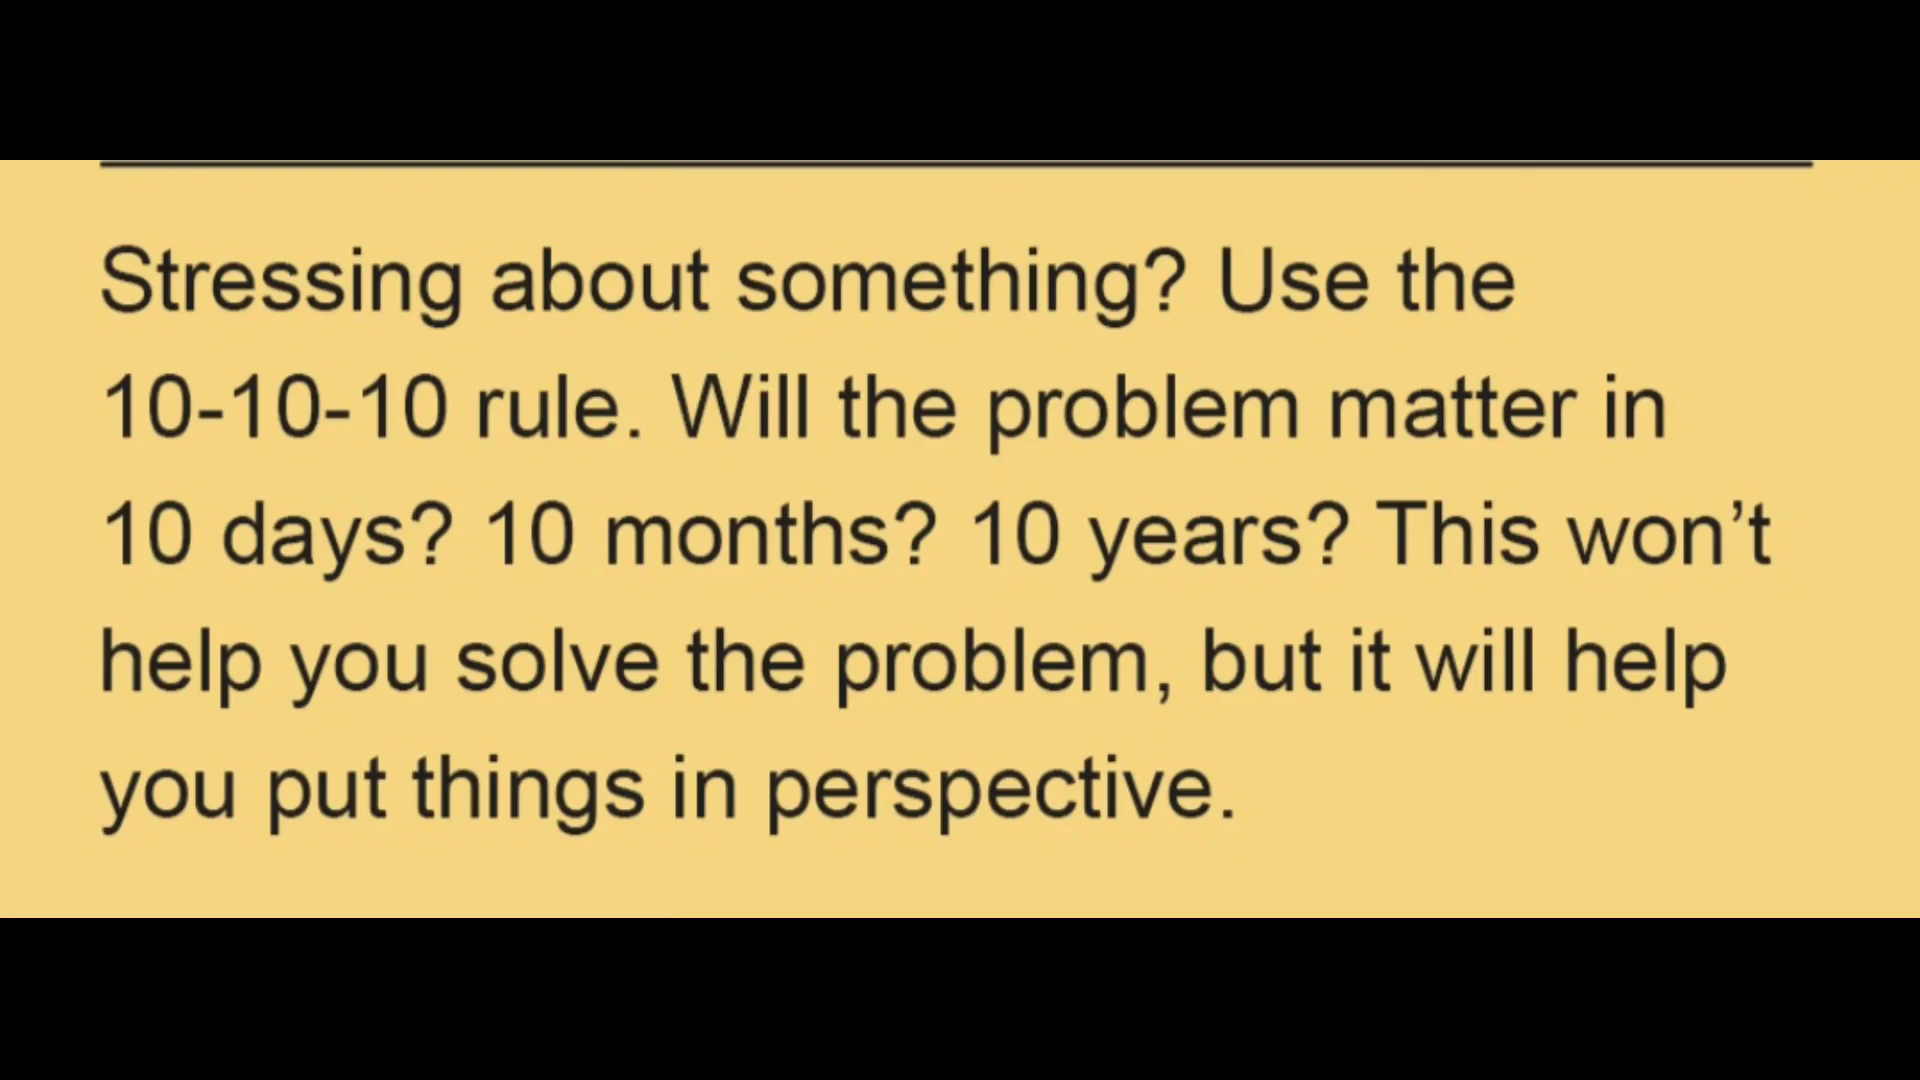 Stressing about something? Use the
10-10-10 rule. Will the problem matter in
10 days? 10 months? 10 years? This won’t
help you solve the problem, but it will help
you put things in perspective.